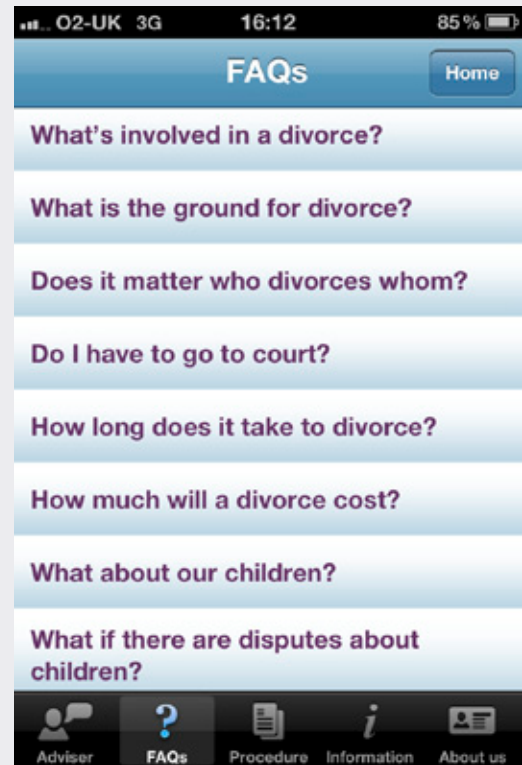 O2-UK 3G 16:12 85%
FAQs Home
What's involved in a divorce?
What is the ground for divorce?
Does it matter who divorces whom?
Do I have to go to court?
How long does it take to divorce?
How much will a divorce cost?
What about our children?
What if there are disputes about
children?
Adviser FAQs Procedure Information About us